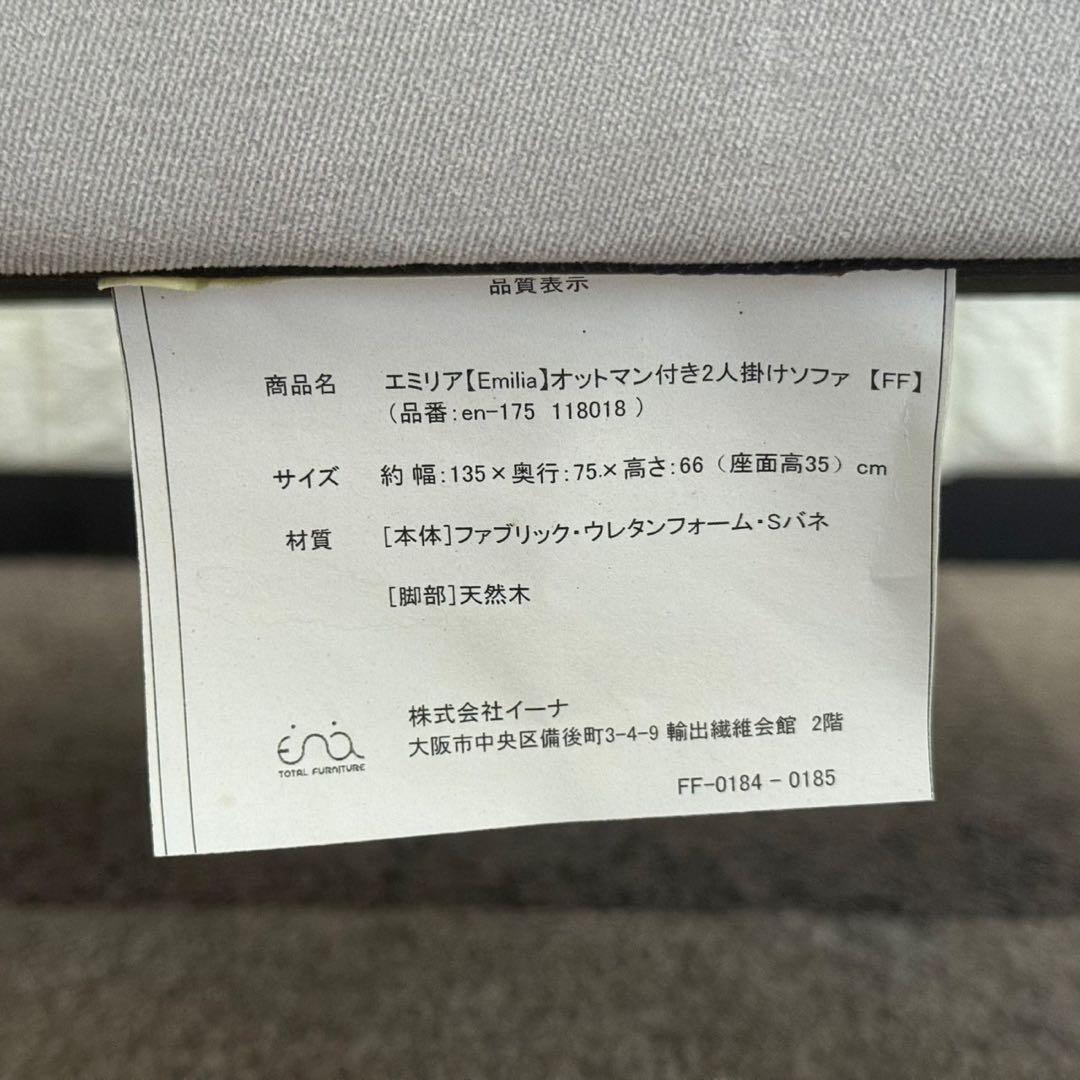 品質表示
商品名 エミリア【Emilia】オットマン付き2人掛けソファ 【FF】
（品番：en-175 118018 ）
サイズ 約 幅：135×奥行：75×高さ：66（座面高35）cm
材質 [本体]ファブリック・ウレタンフォーム・Sバネ
[脚部]天然木
ena
TOTAL FURNITURE
株式会社イーナ
大阪市中央区備後町3-4-9 輸出繊維会館 2階
FF-0184 - 0185